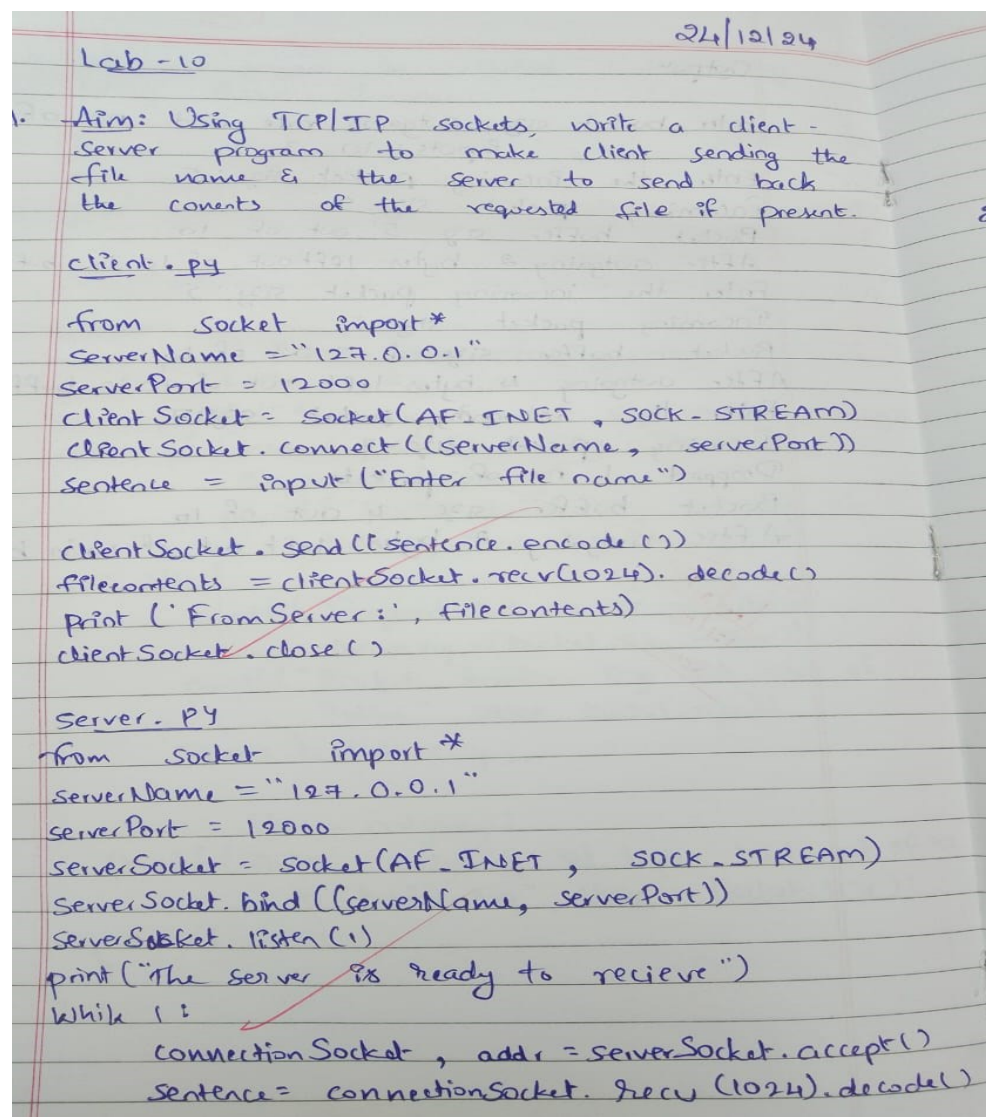 24/12/24
Lab - 10
1. Aim: Using TCP/IP sockets, write a client -
server program to make client sending the
file name & the server to send back
the conents of the requested file if present.
client.py
from socket import*
serverName = "127.0.0.1"
serverPort = 12000
clientSocket = socket(AF_INET, SOCK_STREAM)
clientSocket.connect((serverName, serverPort))
sentence = input("Enter file name")
clientSocket.send((sentence.encode())
filecontents = clientSocket.recv(1024).decode()
print ('From Server:', filecontents)
clientSocket.close()
server.py
from socket import*
serverName = "127.0.0.1"
serverPort = 12000
serverSocket = socket(AF_INET, SOCK_STREAM)
serverSocket.bind((serverName, serverPort))
serverSocket.listen(1)
print("The server is ready to recieve")
while 1:
connectionSocket, addr = serverSocket.accept()
sentence = connectionSocket.recv(1024).decode()